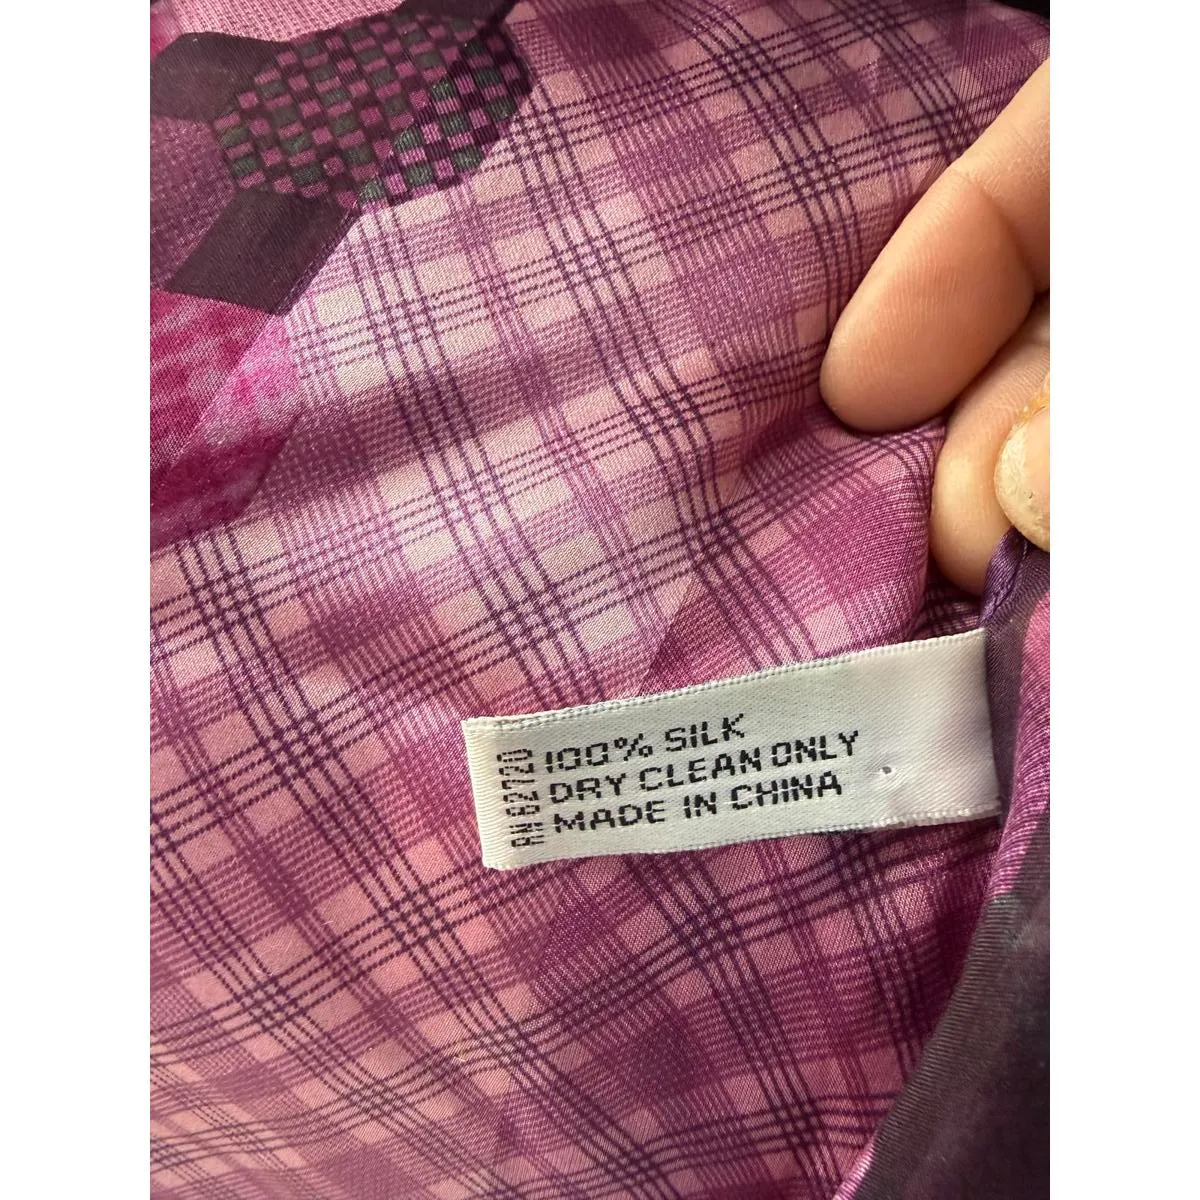 100% SILK
DRY CLEAN ONLY
MADE IN CHINA
RN 82720